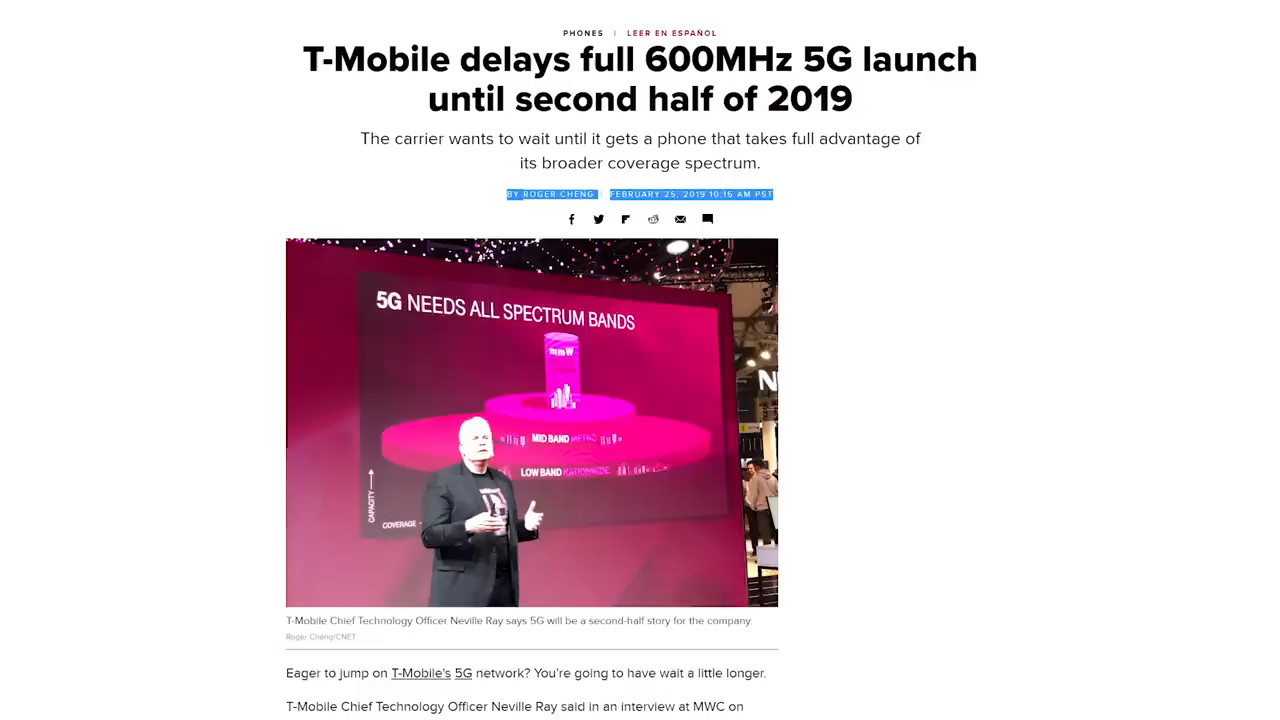 PHONES | LEER EN ESPAÑOL
T-Mobile delays full 600MHz 5G launch
until second half of 2019
The carrier wants to wait until it gets a phone that takes full advantage of
its broader coverage spectrum.
BY ROGER CHENG | FEBRUARY 25, 2019 10:15 AM PST
5G NEEDS ALL SPECTRUM BANDS
mmW
MID BAND METRO
LOW BAND NATIONWIDE
CAPACITY
COVERAGE
T-Mobile Chief Technology Officer Neville Ray says 5G will be a second-half story for the company.
Roger Cheng/CNET
Eager to jump on T-Mobile's 5G network? You're going to have wait a little longer.
T-Mobile Chief Technology Officer Neville Ray said in an interview at MWC on